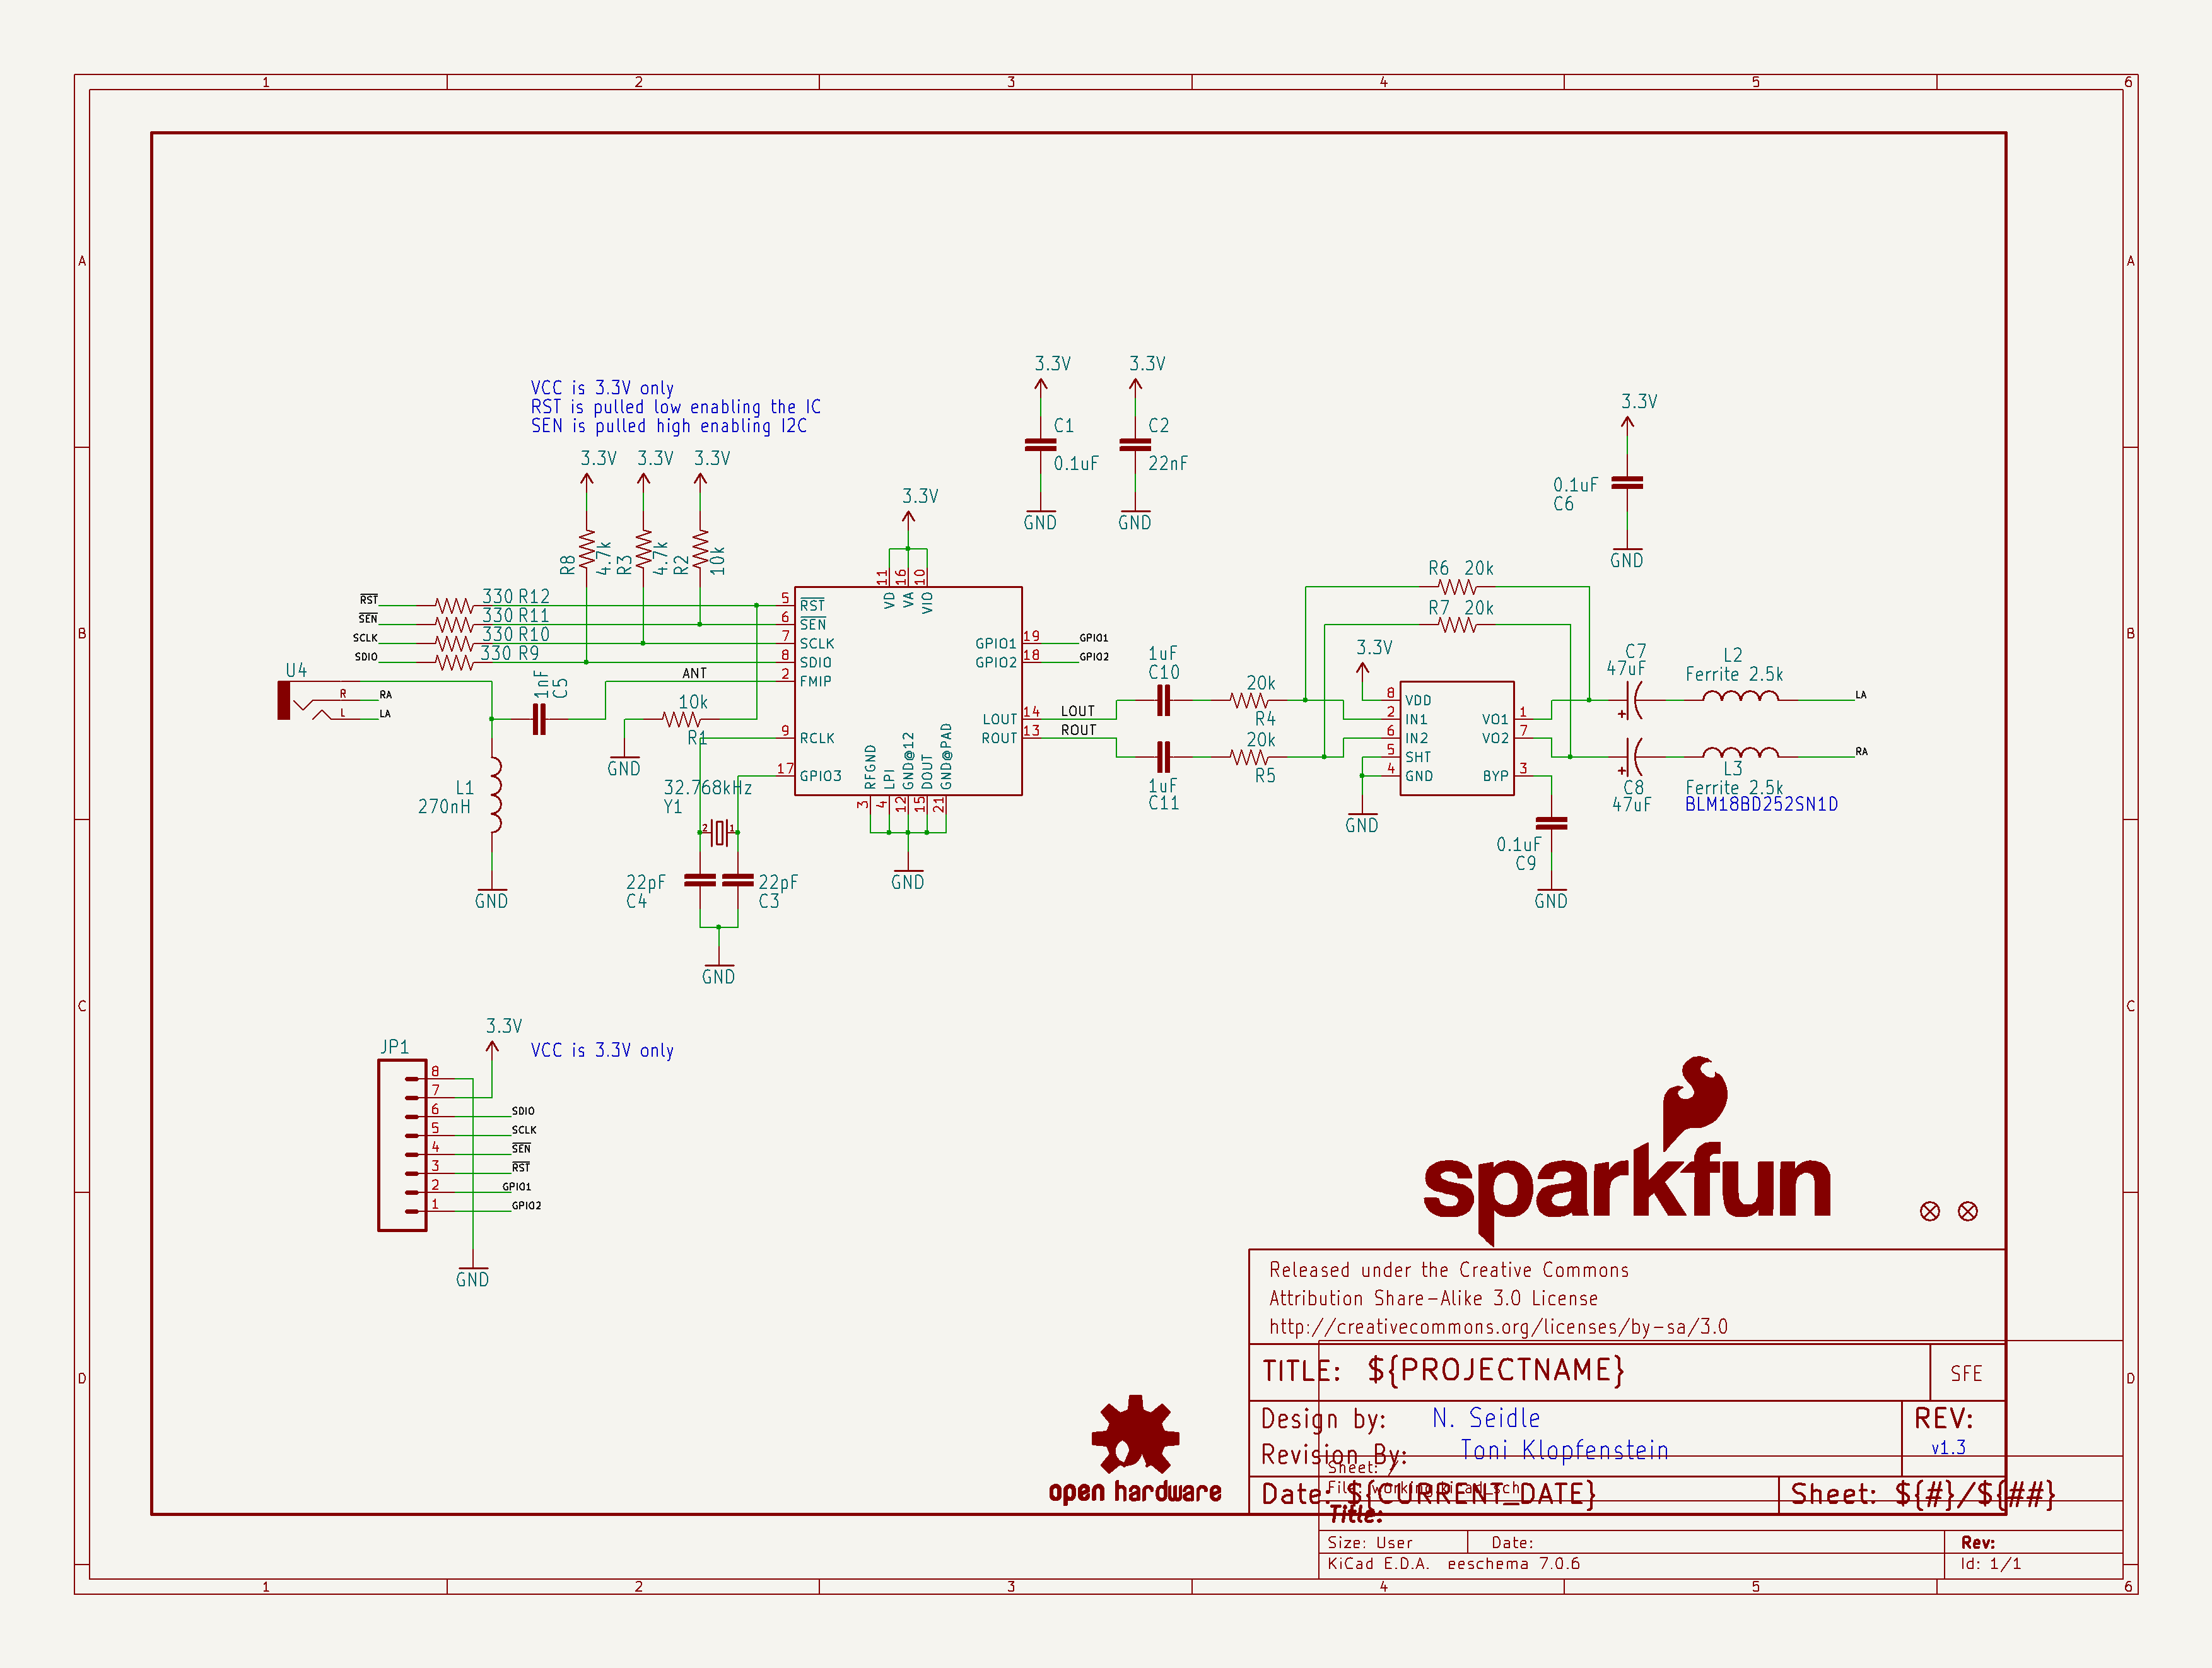 1 2 3 4 5 6
A A
B B
C C
D D
1 2 3 4 5 6
VCC is 3.3V only
RST is pulled low enabling the IC
SEN is pulled high enabling I2C
3.3V 3.3V 3.3V
R8 4.7k R3 4.7k R2 10k
RST 330 R12
SEN 330 R11
SCLK 330 R10
SDIO 330 R9
U4
R RA
L LA
1nF C5
ANT
10k
R1
GND
L1
270nH
GND
32.768kHz
Y1
2 1
22pF
C4
22pF
C3
GND
3.3V
11 16 10
VD VA VIO
5 RST
6 SEN
7 SCLK
8 SDIO
2 FMIP
9 RCLK
17 GPIO3
GPIO1 19 GPIO1
GPIO2 18 GPIO2
LOUT 14 LOUT
ROUT 13 ROUT
RFGND LPI GND@12 DOUT GND@PAD
3 4 12 15 21
GND
3.3V
C1
0.1uF
GND
3.3V
C2
22nF
GND
1uF
C10
20k
R4
1uF
C11
20k
R5
R6 20k
R7 20k
3.3V
8 VDD
2 IN1
6 IN2
5 SHT
4 GND
VO1 1
VO2 7
BYP 3
GND
3.3V
0.1uF
C6
GND
C7
47uF
+
L2
Ferrite 2.5k
LA
+
C8
47uF
L3
Ferrite 2.5k
BLM18BD252SN1D
RA
0.1uF
C9
GND
JP1
3.3V
VCC is 3.3V only
8
7
6 SDIO
5 SCLK
4 SEN
3 RST
2 GPIO1
1 GPIO2
GND
sparkfun
open hardware
Released under the Creative Commons
Attribution Share-Alike 3.0 License
http://creativecommons.org/licenses/by-sa/3.0
TITLE: ${PROJECTNAME}
SFE
Design by: N. Seidle
REV:
Revision By: Toni Klopfenstein
v1.3
Sheet: /
File: working.kicad_sch
Date: ${CURRENT_DATE}
Sheet: ${#}/${##}
Title:
Size: User Date: Rev:
KiCad E.D.A. eeschema 7.0.6 Id: 1/1